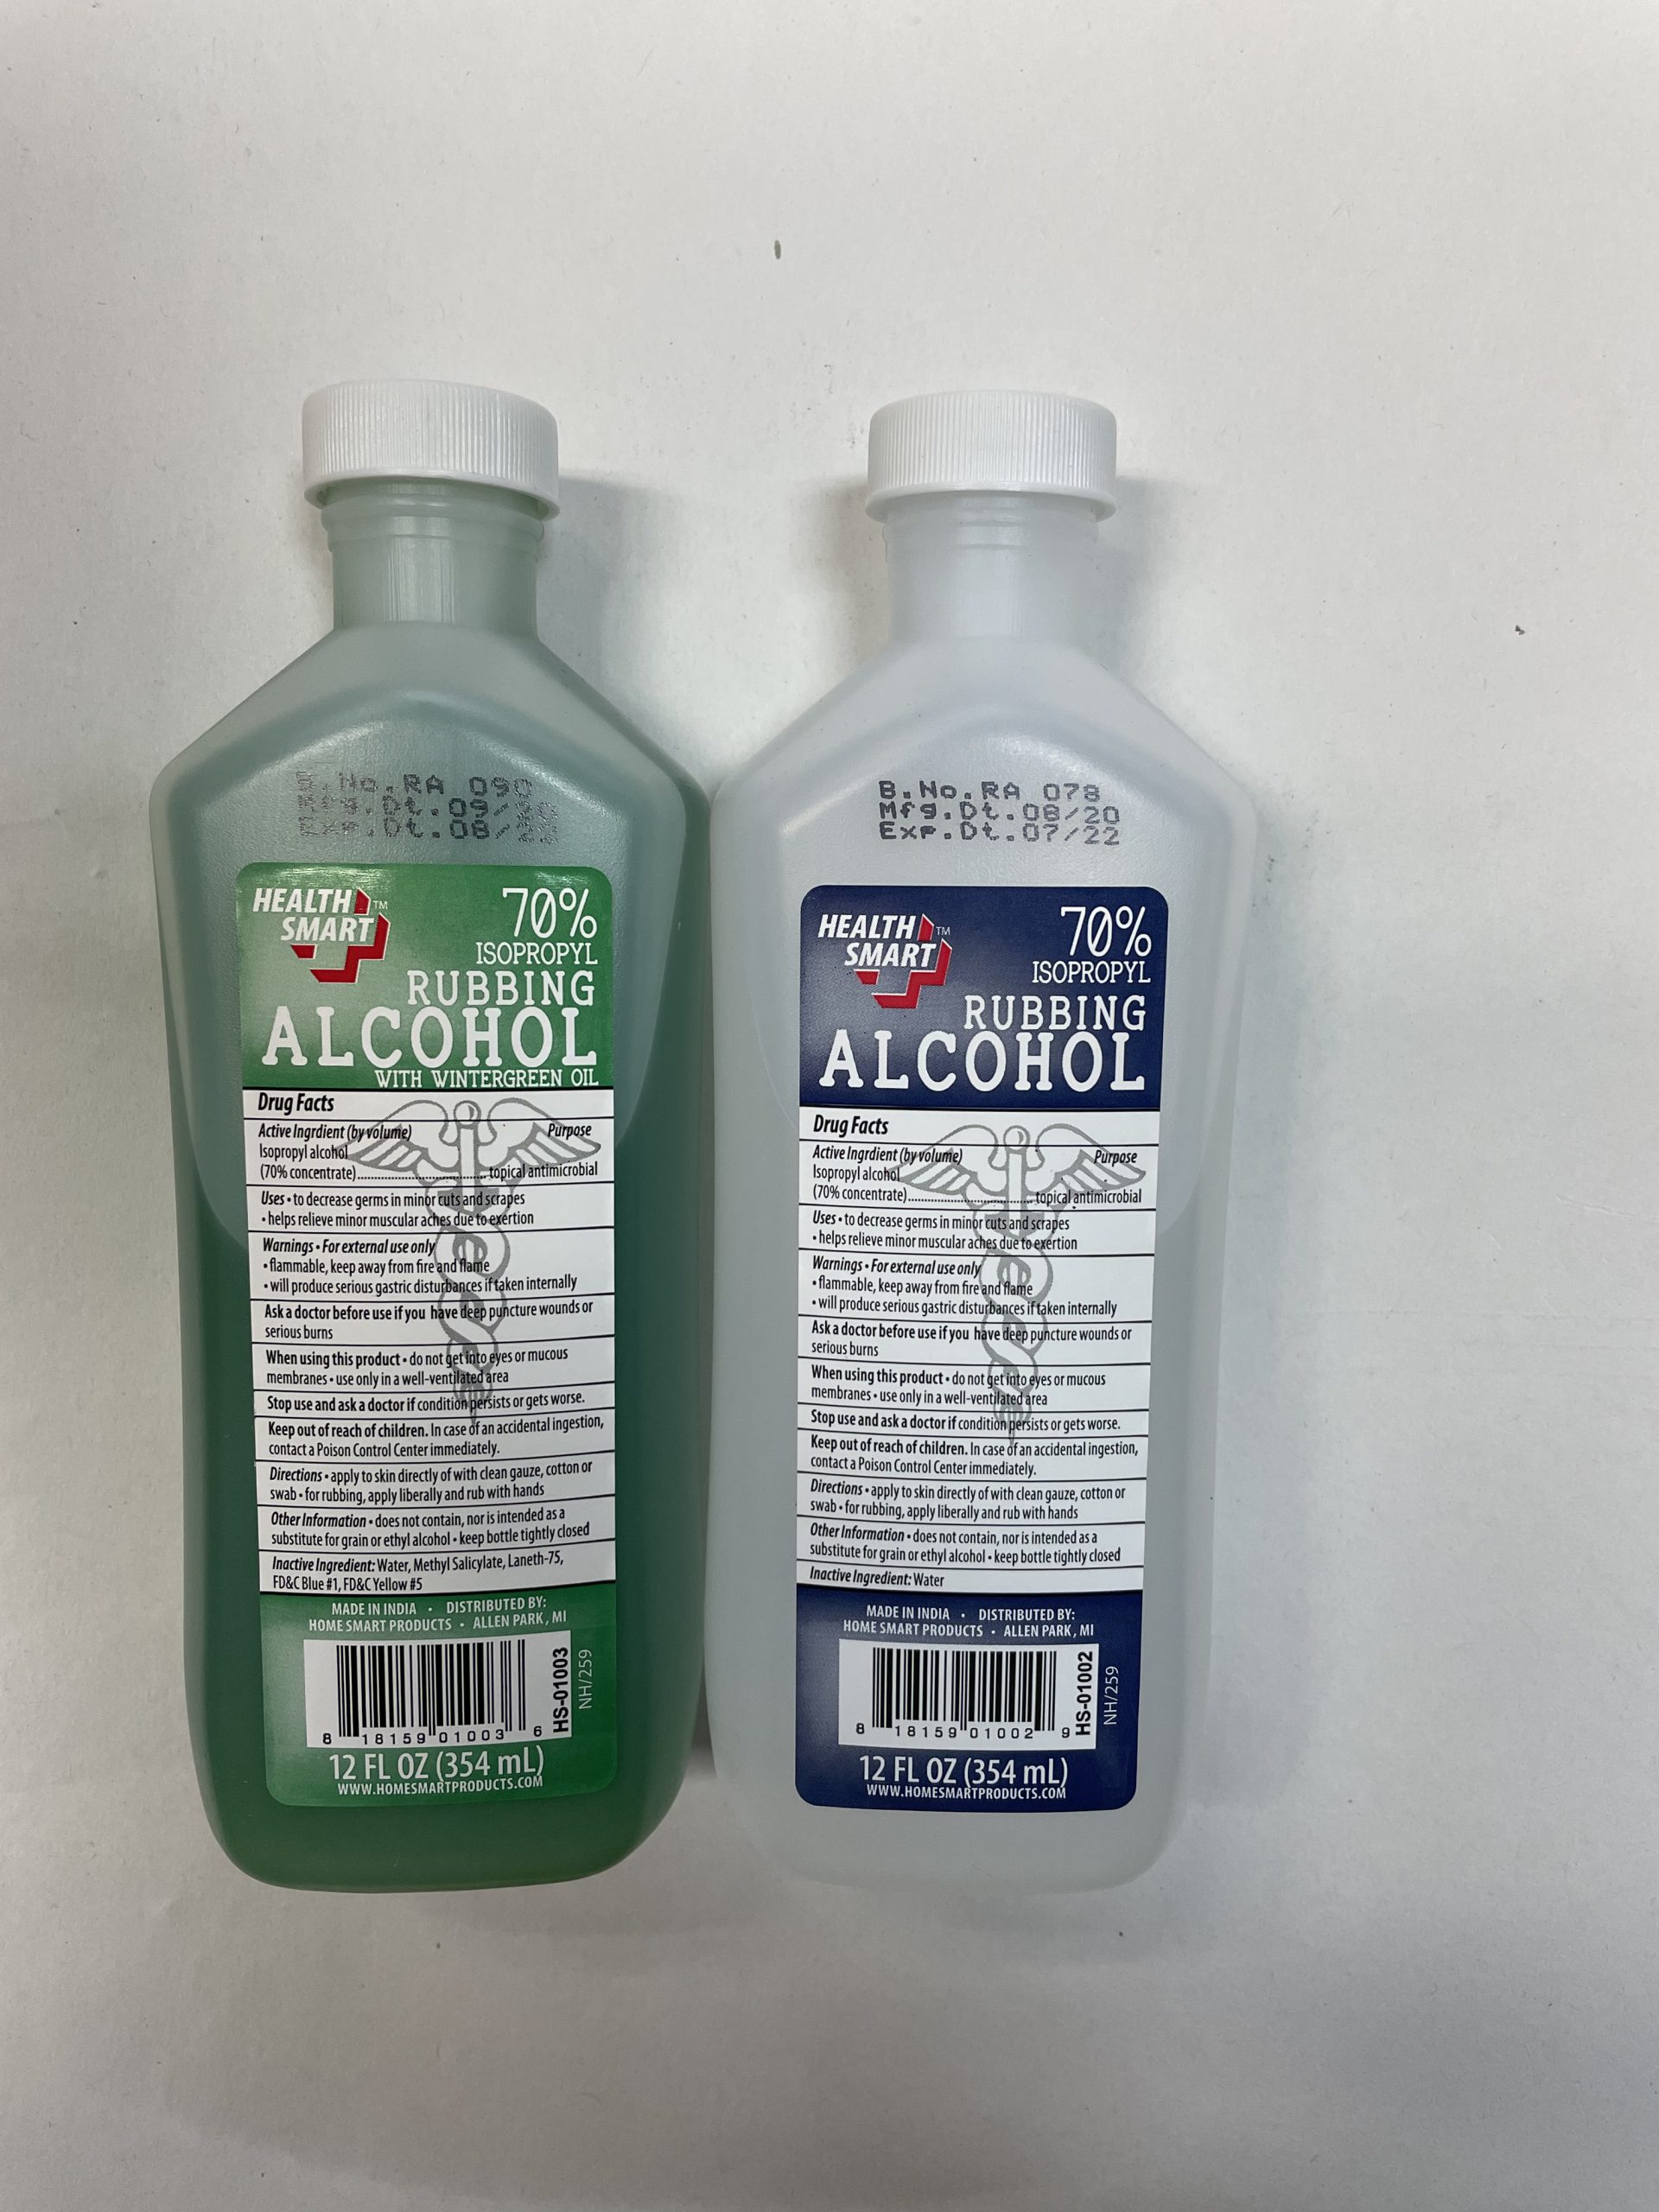 B.No.RA 090
Mfg.Dt.09/
Exp.Dt.08/
HEALTH
SMART™
70%
ISOPROPYL
RUBBING
ALCOHOL
WITH WINTERGREEN OIL
Drug Facts
Active Ingrdient (by volume) Purpose
Isopropyl alcohol
(70% concentrate)..............................topical antimicrobial
Uses • to decrease germs in minor cuts and scrapes
• helps relieve minor muscular aches due to exertion
Warnings • For external use only
• flammable, keep away from fire and flame
• will produce serious gastric disturbances if taken internally
Ask a doctor before use if you have deep puncture wounds or
serious burns
When using this product • do not get into eyes or mucous
membranes • use only in a well-ventilated area
Stop use and ask a doctor if condition persists or gets worse.
Keep out of reach of children. In case of an accidental ingestion,
contact a Poison Control Center immediately.
Directions • apply to skin directly of with clean gauze, cotton or
swab • for rubbing, apply liberally and rub with hands
Other Information • does not contain, nor is intended as a
substitute for grain or ethyl alcohol • keep bottle tightly closed
Inactive Ingredient: Water, Methyl Salicylate, Laneth-75,
FD&C Blue #1, FD&C Yellow #5
MADE IN INDIA • DISTRIBUTED BY:
HOME SMART PRODUCTS • ALLEN PARK, MI
8 18159 01003 6
HS-01003
NH/259
12 FL OZ (354 mL)
WWW.HOMESMARTPRODUCTS.COM
B.No.RA 078
Mfg.Dt.08/20
Exp.Dt.07/22
HEALTH
SMART™
70%
ISOPROPYL
RUBBING
ALCOHOL
Drug Facts
Active Ingrdient (by volume) Purpose
Isopropyl alcohol
(70% concentrate)..............................topical antimicrobial
Uses • to decrease germs in minor cuts and scrapes
• helps relieve minor muscular aches due to exertion
Warnings • For external use only
• flammable, keep away from fire and flame
• will produce serious gastric disturbances if taken internally
Ask a doctor before use if you have deep puncture wounds or
serious burns
When using this product • do not get into eyes or mucous
membranes • use only in a well-ventilated area
Stop use and ask a doctor if condition persists or gets worse.
Keep out of reach of children. In case of an accidental ingestion,
contact a Poison Control Center immediately.
Directions • apply to skin directly of with clean gauze, cotton or
swab • for rubbing, apply liberally and rub with hands
Other Information • does not contain, nor is intended as a
substitute for grain or ethyl alcohol • keep bottle tightly closed
Inactive Ingredient: Water
MADE IN INDIA • DISTRIBUTED BY:
HOME SMART PRODUCTS • ALLEN PARK, MI
8 18159 01002 9
HS-01002
NH/259
12 FL OZ (354 mL)
WWW.HOMESMARTPRODUCTS.COM